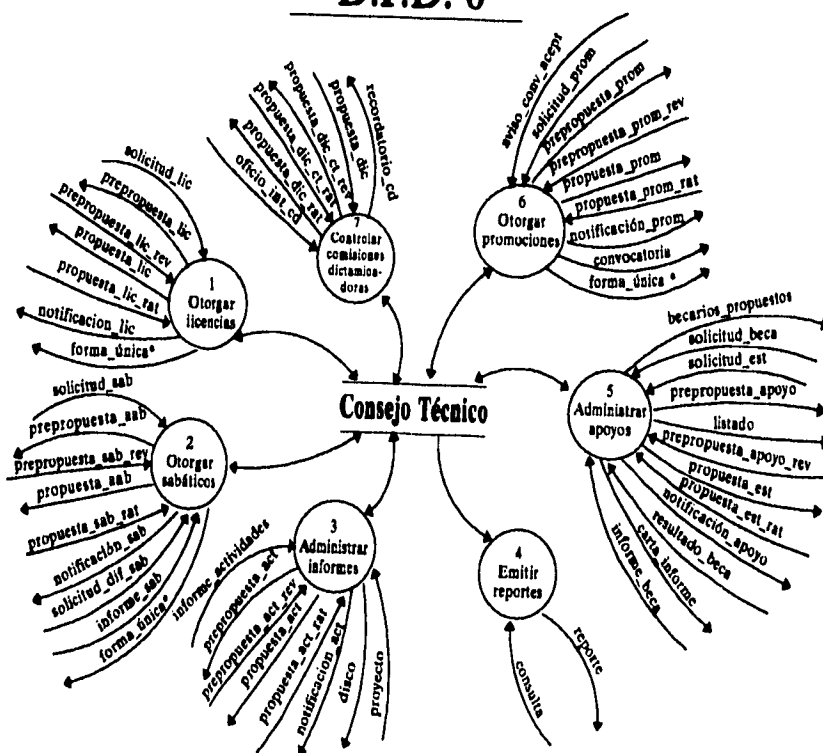 D.F.D. 0
solicitud_lic
prepropuesta_lic
prepropuesta_lic_rev
propuesta_lic
propuesta_lic_rat
notificacion_lic
forma_única*
1
Otorgar
licencias
oficio_int_cd
propuesta_dic_rat
propuesta_dic_ct_rat
propuesta_dic_ct_rev
propuesta_dic
recordatorio_cd
7
Controlar
comisiones
dictamina-
doras
aviso_conv_acept
solicitud_prom
prepropuesta_prom
prepropuesta_prom_rev
propuesta_prom
propuesta_prom_rat
notificación_prom
convocatoria
forma_única *
6
Otorgar
promociones
solicitud_sab
prepropuesta_sab
prepropuesta_sab_rev
propuesta_sab
propuesta_sab_rat
notificación_sab
solicitud_dif_sab
informe_sab
forma_única*
2
Otorgar
sabáticos
Consejo Técnico
becarios_propuestos
solicitud_beca
solicitud_est
prepropuesta_apoyo
listado
prepropuesta_apoyo_rev
propuesta_est
propuesta_est_rat
notificación_apoyo
resultado_beca
carta_informe
informe_beca
5
Administrar
apoyos
informe_actividades
prepropuesta_act
prepropuesta_act_rev
propuesta_act
propuesta_act_rat
notificacion_act
disco
proyecto
3
Administrar
informes
4
Emitir
reportes
consulta
reporte